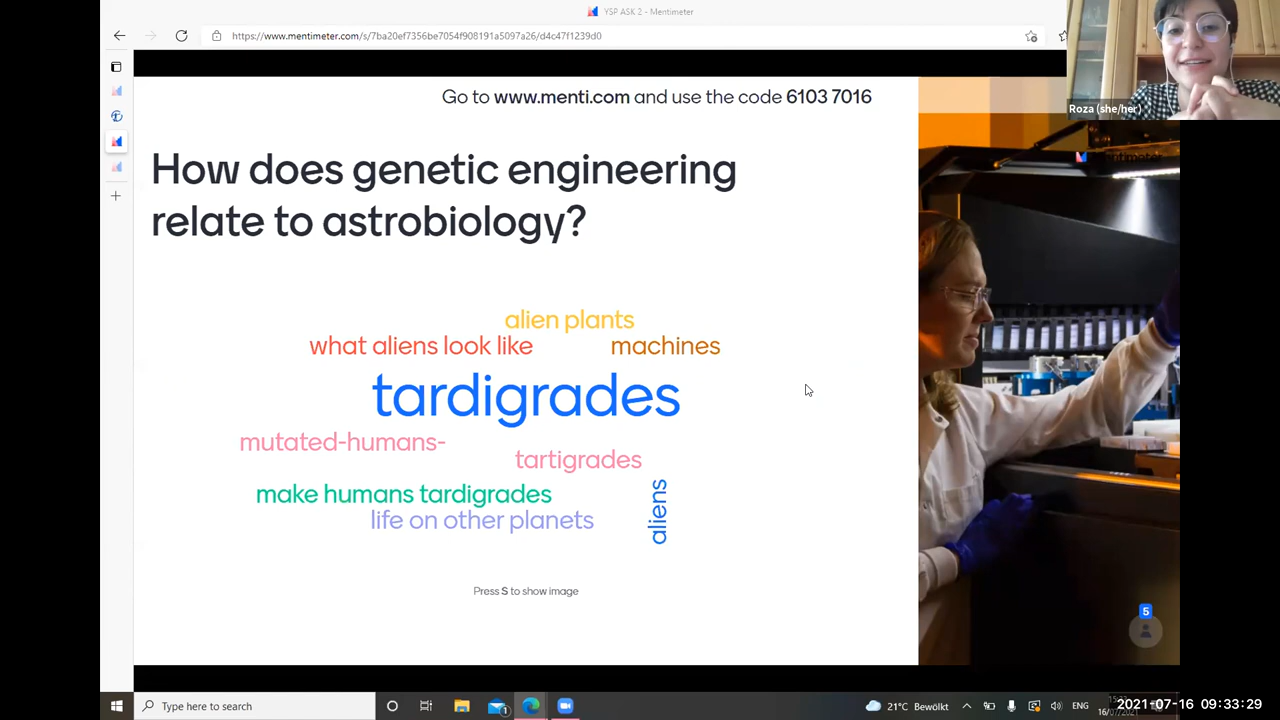 YSP ASK 2 - Mentimeter
https://www.mentimeter.com/s/7ba20ef7356be7054f908191a5097a26/d4c47f1239d0
Roza (she/her)
Go to www.menti.com and use the code 6103 7016
How does genetic engineering
relate to astrobiology?
alien plants
what aliens look like
machines
tardigrades
mutated-humans-
tartigrades
make humans tardigrades
aliens
life on other planets
Press S to show image
5
Type here to search
1
21°C Bewölkt
ENG
2021-07-16 09:33:29